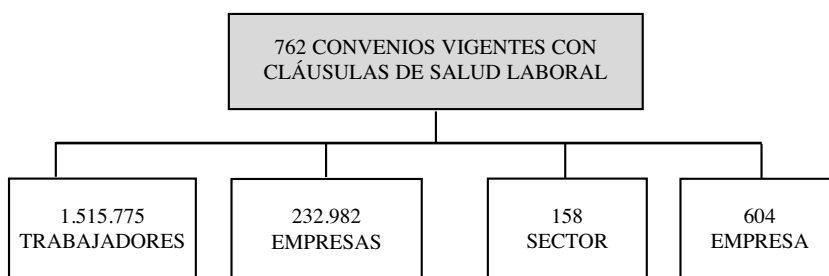 762 CONVENIOS VIGENTES CON
CLÁUSULAS DE SALUD LABORAL
1.515.775
TRABAJADORES
232.982
EMPRESAS
158
SECTOR
604
EMPRESA